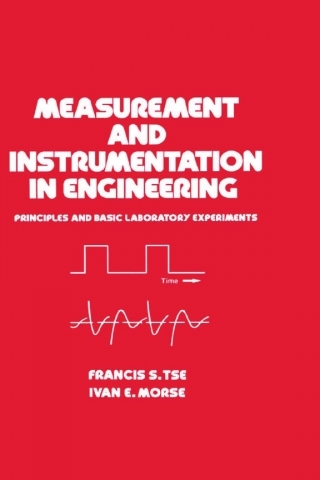 MEASUREMENT
AND
INSTRUMENTATION
IN ENGINEERING
PRINCIPLES AND BASIC LABORATORY EXPERIMENTS
Time
FRANCIS S. TSE
IVAN E. MORSE